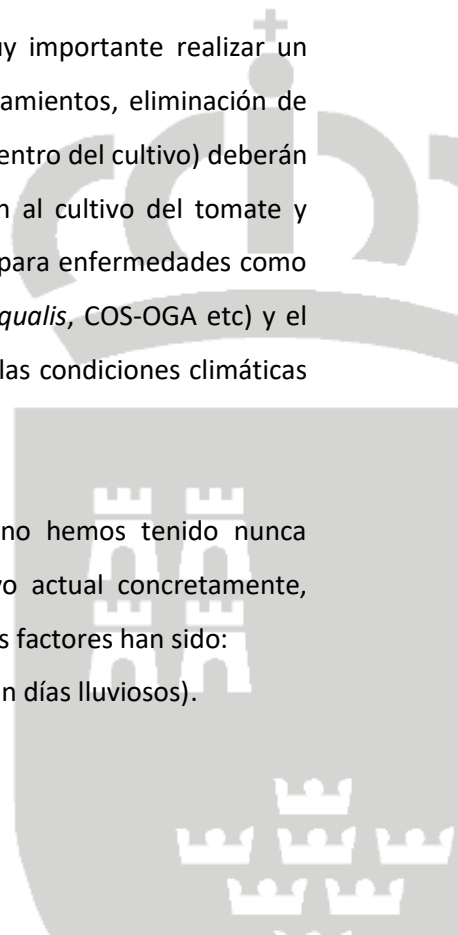 importante realizar un
amientos, eliminación de
entro del cultivo) deberán
al cultivo del tomate y
para enfermedades como
qualis, COS-OGA etc) y el
las condiciones climáticas
no hemos tenido nunca
actual concretamente,
s factores han sido:
n días lluviosos).